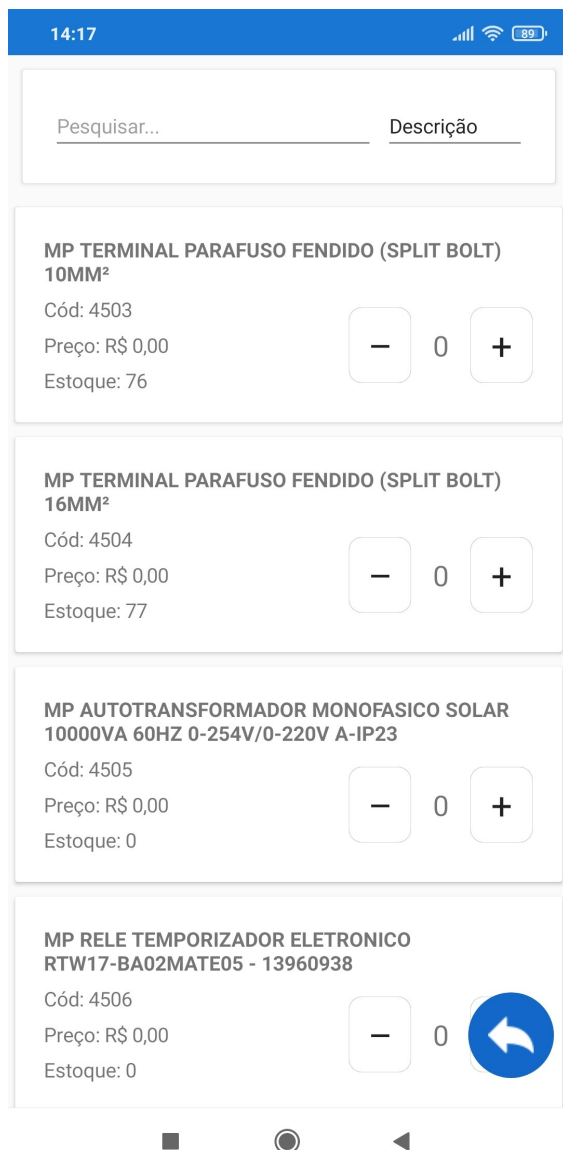 14:17
89
Pesquisar...
Descrição
MP TERMINAL PARAFUSO FENDIDO (SPLIT BOLT)
10MM²
Cód: 4503
Preço: R$ 0,00
− 0 +
Estoque: 76
MP TERMINAL PARAFUSO FENDIDO (SPLIT BOLT)
16MM²
Cód: 4504
Preço: R$ 0,00
− 0 +
Estoque: 77
MP AUTOTRANSFORMADOR MONOFASICO SOLAR
10000VA 60HZ 0-254V/0-220V A-IP23
Cód: 4505
Preço: R$ 0,00
− 0 +
Estoque: 0
MP RELE TEMPORIZADOR ELETRONICO
RTW17-BA02MATE05 - 13960938
Cód: 4506
Preço: R$ 0,00
− 0
Estoque: 0